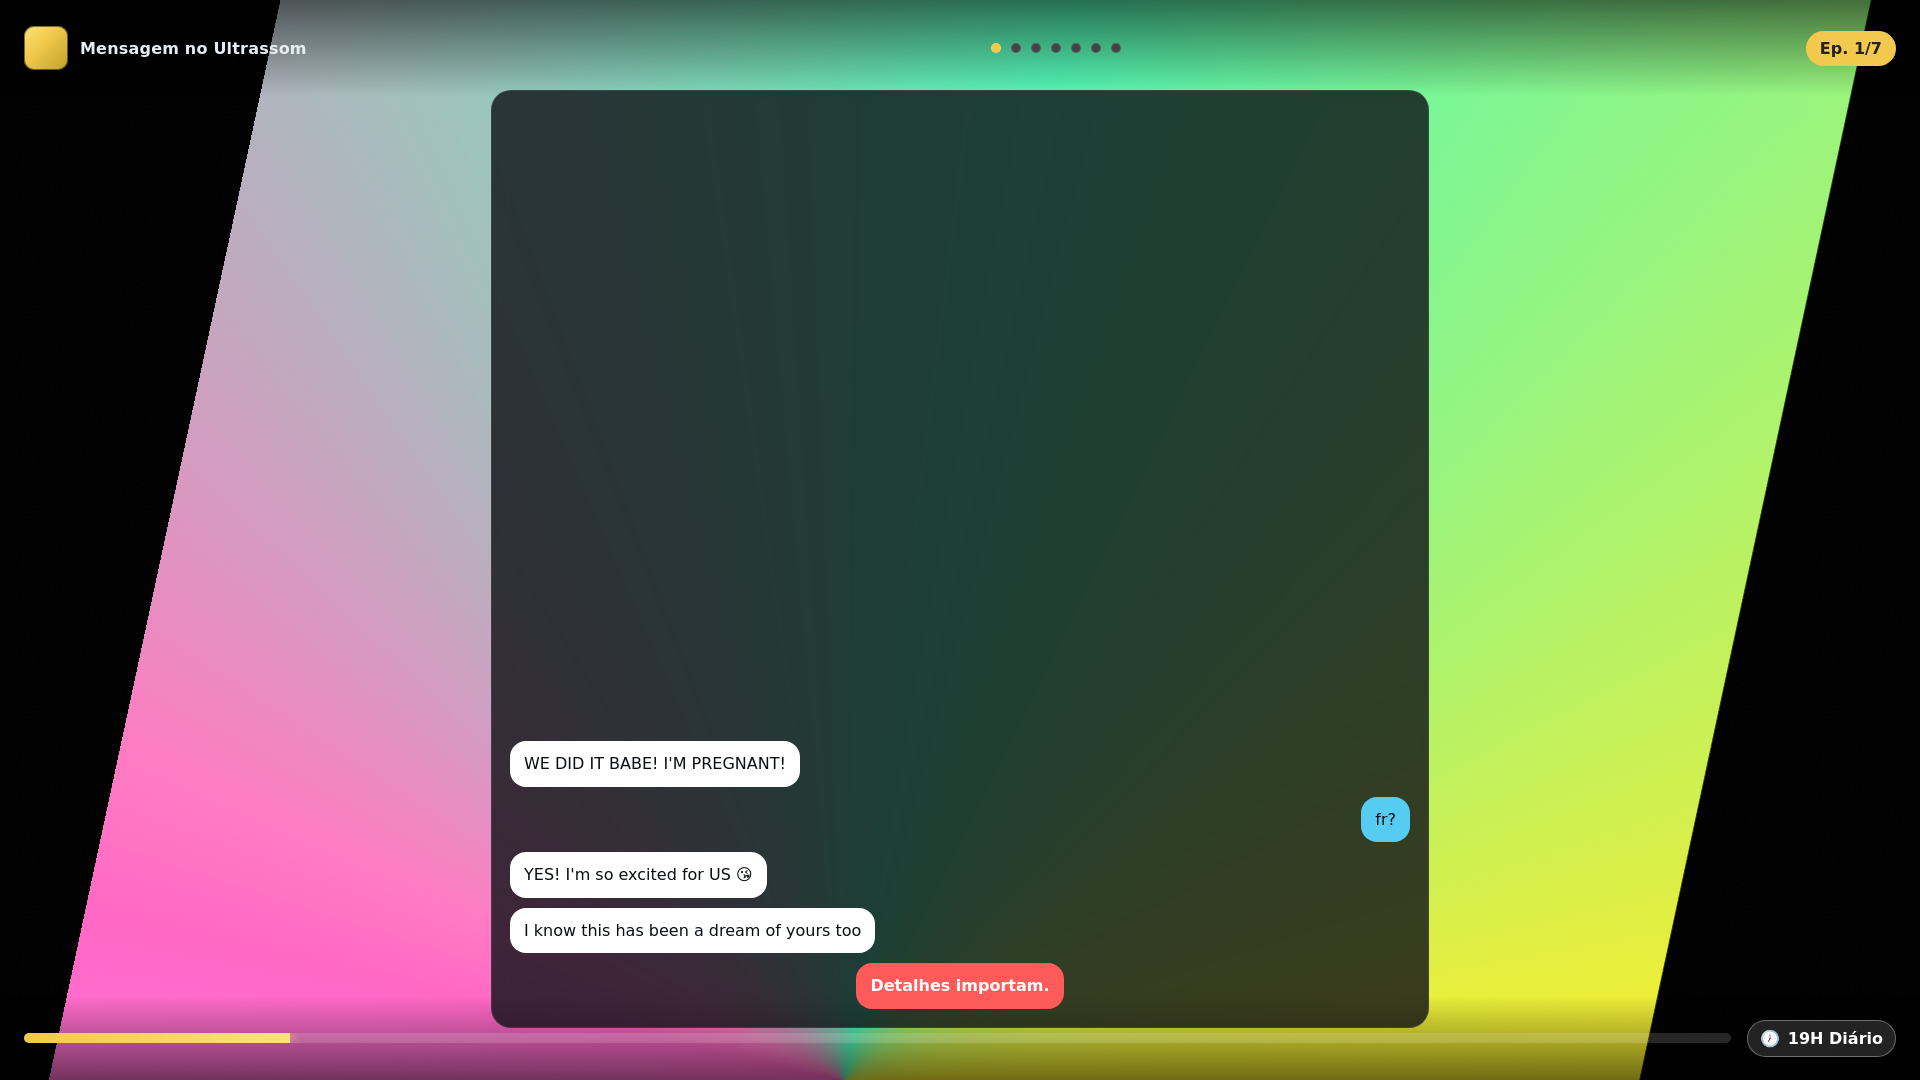 Mensagem no Ultrassom
Ep. 1/7
WE DID IT BABE! I'M PREGNANT!
fr?
YES! I'm so excited for US 😘
I know this has been a dream of yours too
Detalhes importam.
🕖 19H Diário